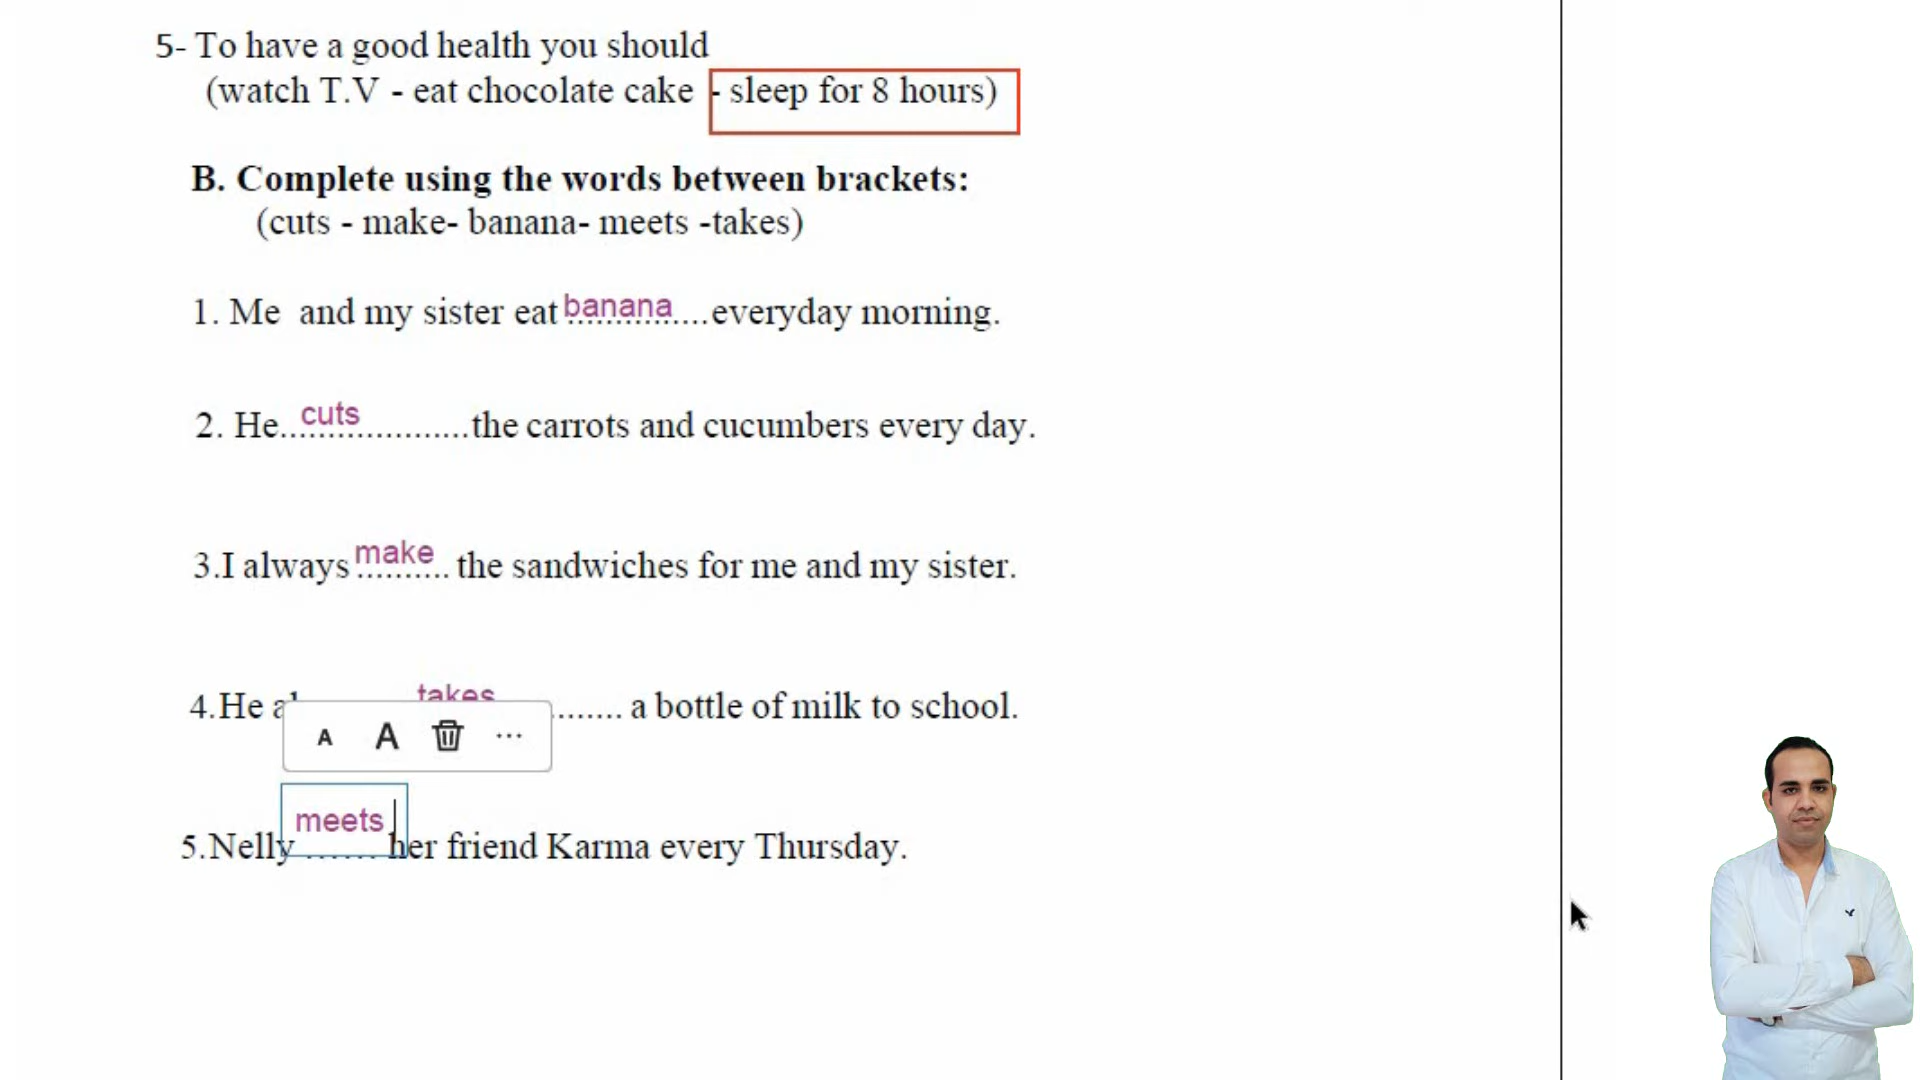 5- To have a good health you should
(watch T.V - eat chocolate cake - sleep for 8 hours)
B. Complete using the words between brackets:
(cuts - make- banana- meets -takes)
1. Me and my sister eat banana............everyday morning.
2. He...cuts..................the carrots and cucumbers every day.
3.I always make.......... the sandwiches for me and my sister.
4.He takes ........ a bottle of milk to school.
A A ...
meets
5.Nelly ...... her friend Karma every Thursday.